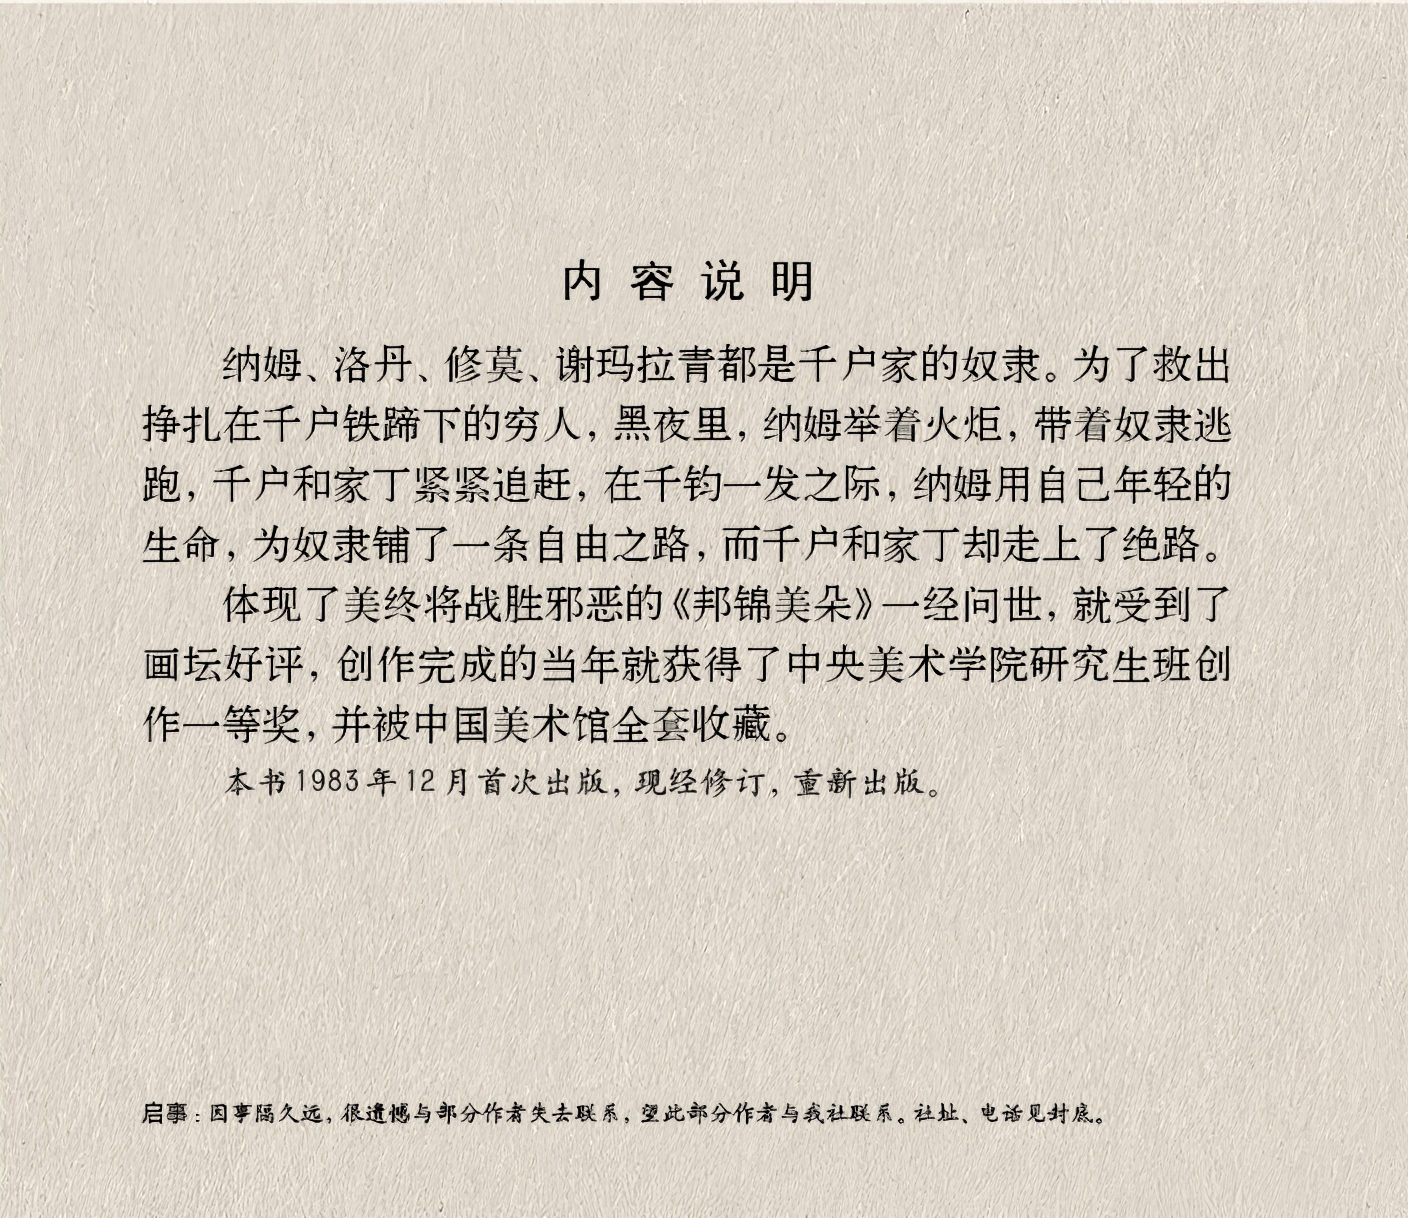 内容说明
纳姆、洛丹、修莫、谢玛拉青都是千户家的奴隶。为了救出
挣扎在千户铁蹄下的穷人，黑夜里，纳姆举着火炬，带着奴隶逃
跑，千户和家丁紧紧追赶，在千钧一发之际，纳姆用自己年轻的
生命，为奴隶铺了一条自由之路，而千户和家丁却走上了绝路。
体现了美终将战胜邪恶的《邦锦美朵》一经问世，就受到了
画坛好评，创作完成的当年就获得了中央美术学院研究生班创
作一等奖，并被中国美术馆全套收藏。
本书1983年12月首次出版，现经修订，重新出版。
启事：因事隔久远，很遗憾与部分作者失去联系，望此部分作者与我社联系。社址、电话见封底。